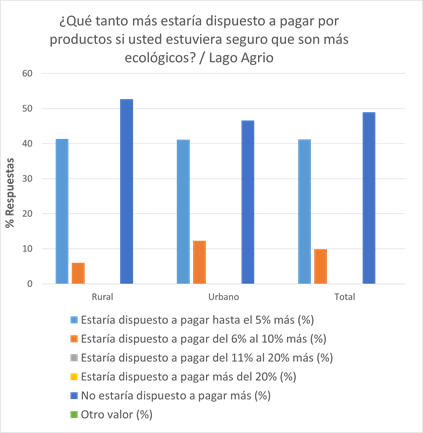 ¿Qué tanto más estaría dispuesto a pagar por
productos si usted estuviera seguro que son más
ecológicos? / Lago Agrio
% Respuestas
60
50
40
30
20
10
0
Rural
Urbano
Total
Estaría dispuesto a pagar hasta el 5% más (%)
Estaría dispuesto a pagar del 6% al 10% más (%)
Estaría dispuesto a pagar del 11% al 20% más (%)
Estaría dispuesto a pagar más del 20% (%)
No estaría dispuesto a pagar más (%)
Otro valor (%)